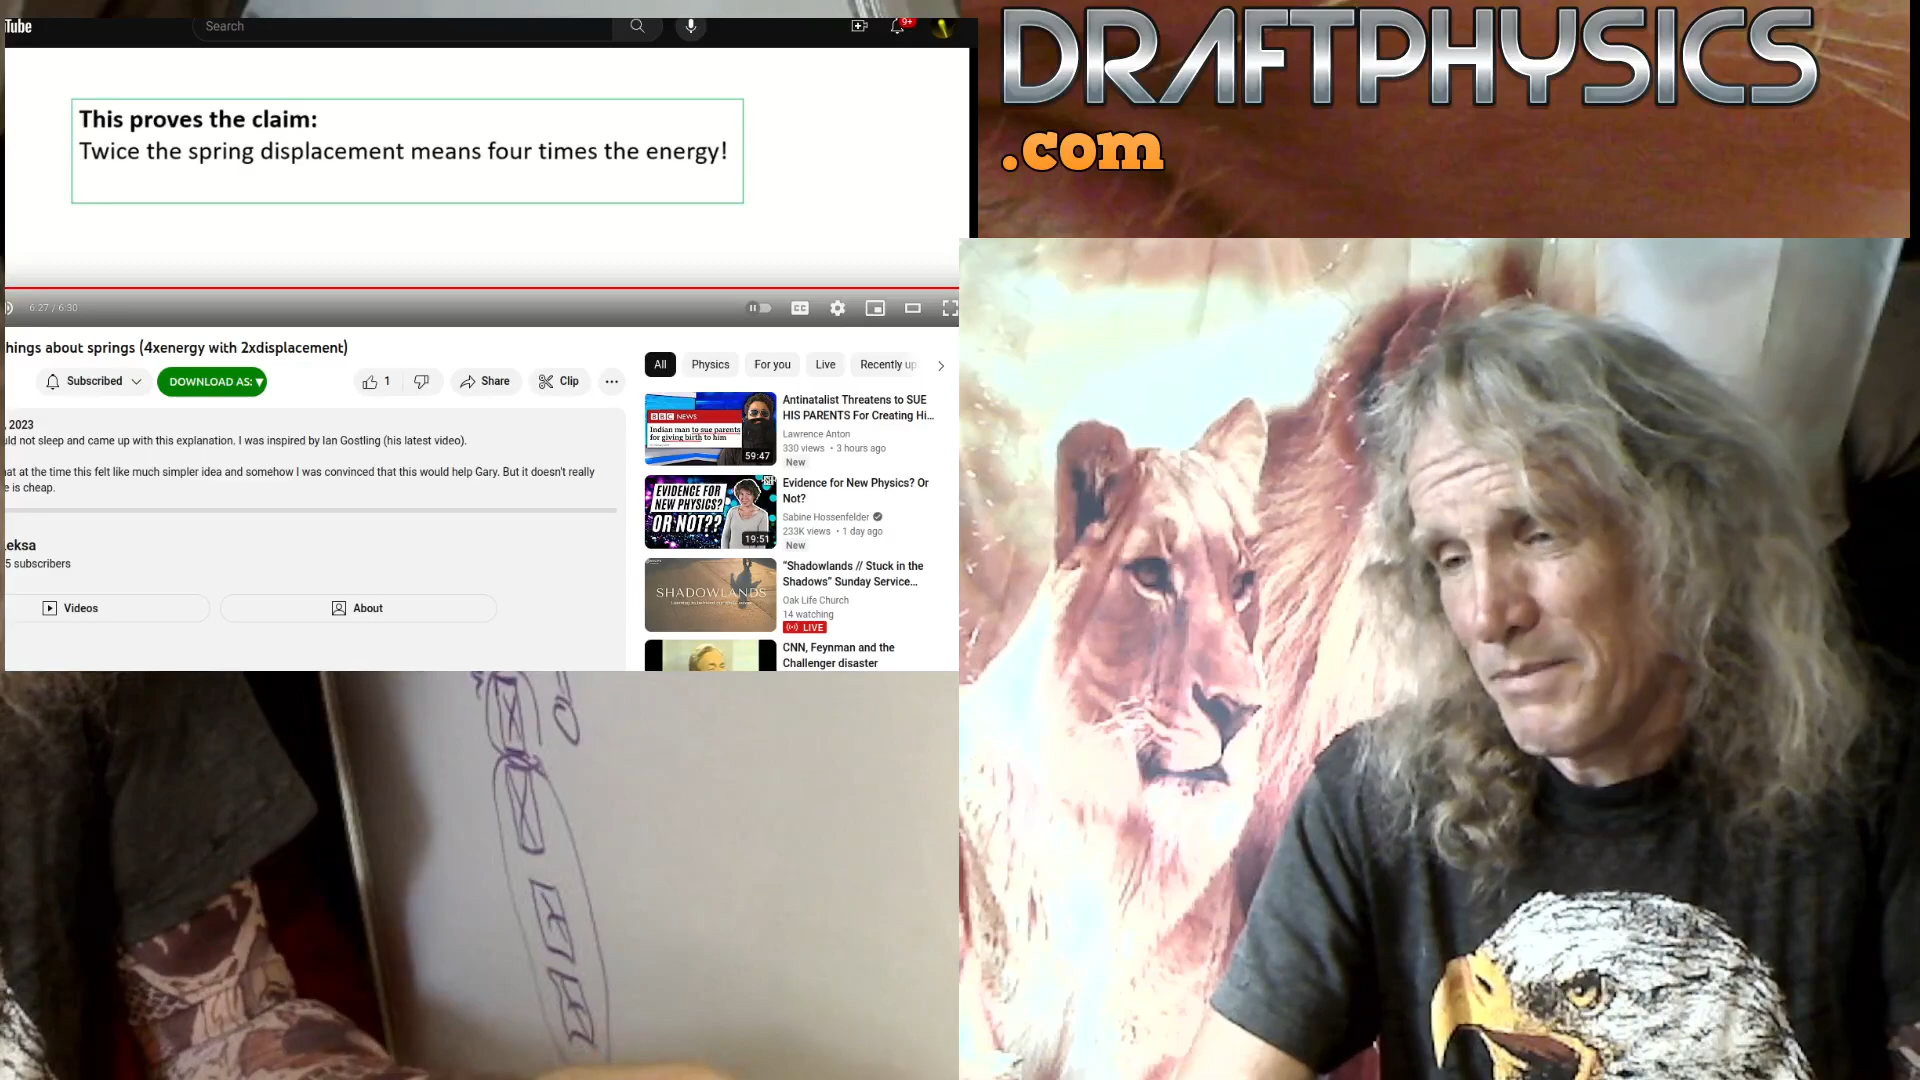 Tube
Search
9+
DRAFTPHYSICS
.com
This proves the claim:
Twice the spring displacement means four times the energy!
6:27 / 6:30
CC
hings about springs (4xenergy with 2xdisplacement)
Subscribed
DOWNLOAD AS: ▾
1
Share
Clip
, 2023
uld not sleep and came up with this explanation. I was inspired by Ian Gostling (his latest video).
at at the time this felt like much simpler idea and somehow I was convinced that this would help Gary. But it doesn't really
e is cheap.
eksa
5 subscribers
Videos
About
All
Physics
For you
Live
Recently up
BBC NEWS
Indian man to sue parents
for giving birth to him
59:47
Antinatalist Threatens to SUE
HIS PARENTS For Creating Hi...
Lawrence Anton
330 views • 3 hours ago
New
EVIDENCE FOR
NEW PHYSICS?
OR NOT??
19:51
Evidence for New Physics? Or
Not?
Sabine Hossenfelder
233K views • 1 day ago
New
SHADOWLANDS
"Shadowlands // Stuck in the
Shadows" Sunday Service...
Oak Life Church
14 watching
LIVE
CNN, Feynman and the
Challenger disaster